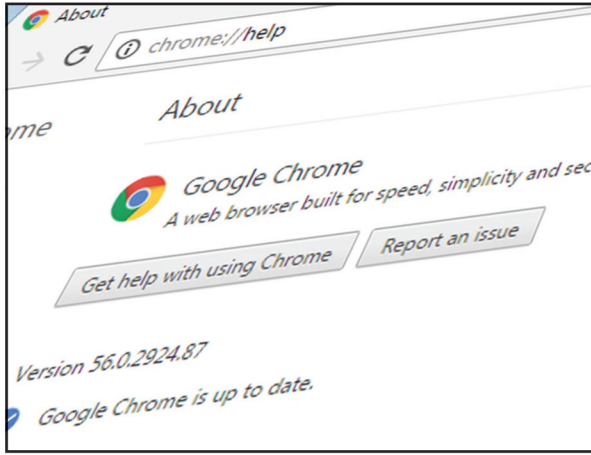 About
chrome://help
ome
About
Google Chrome
A web browser built for speed, simplicity and sec
Get help with using Chrome
Report an issue
Version 56.0.2924.87
Google Chrome is up to date.